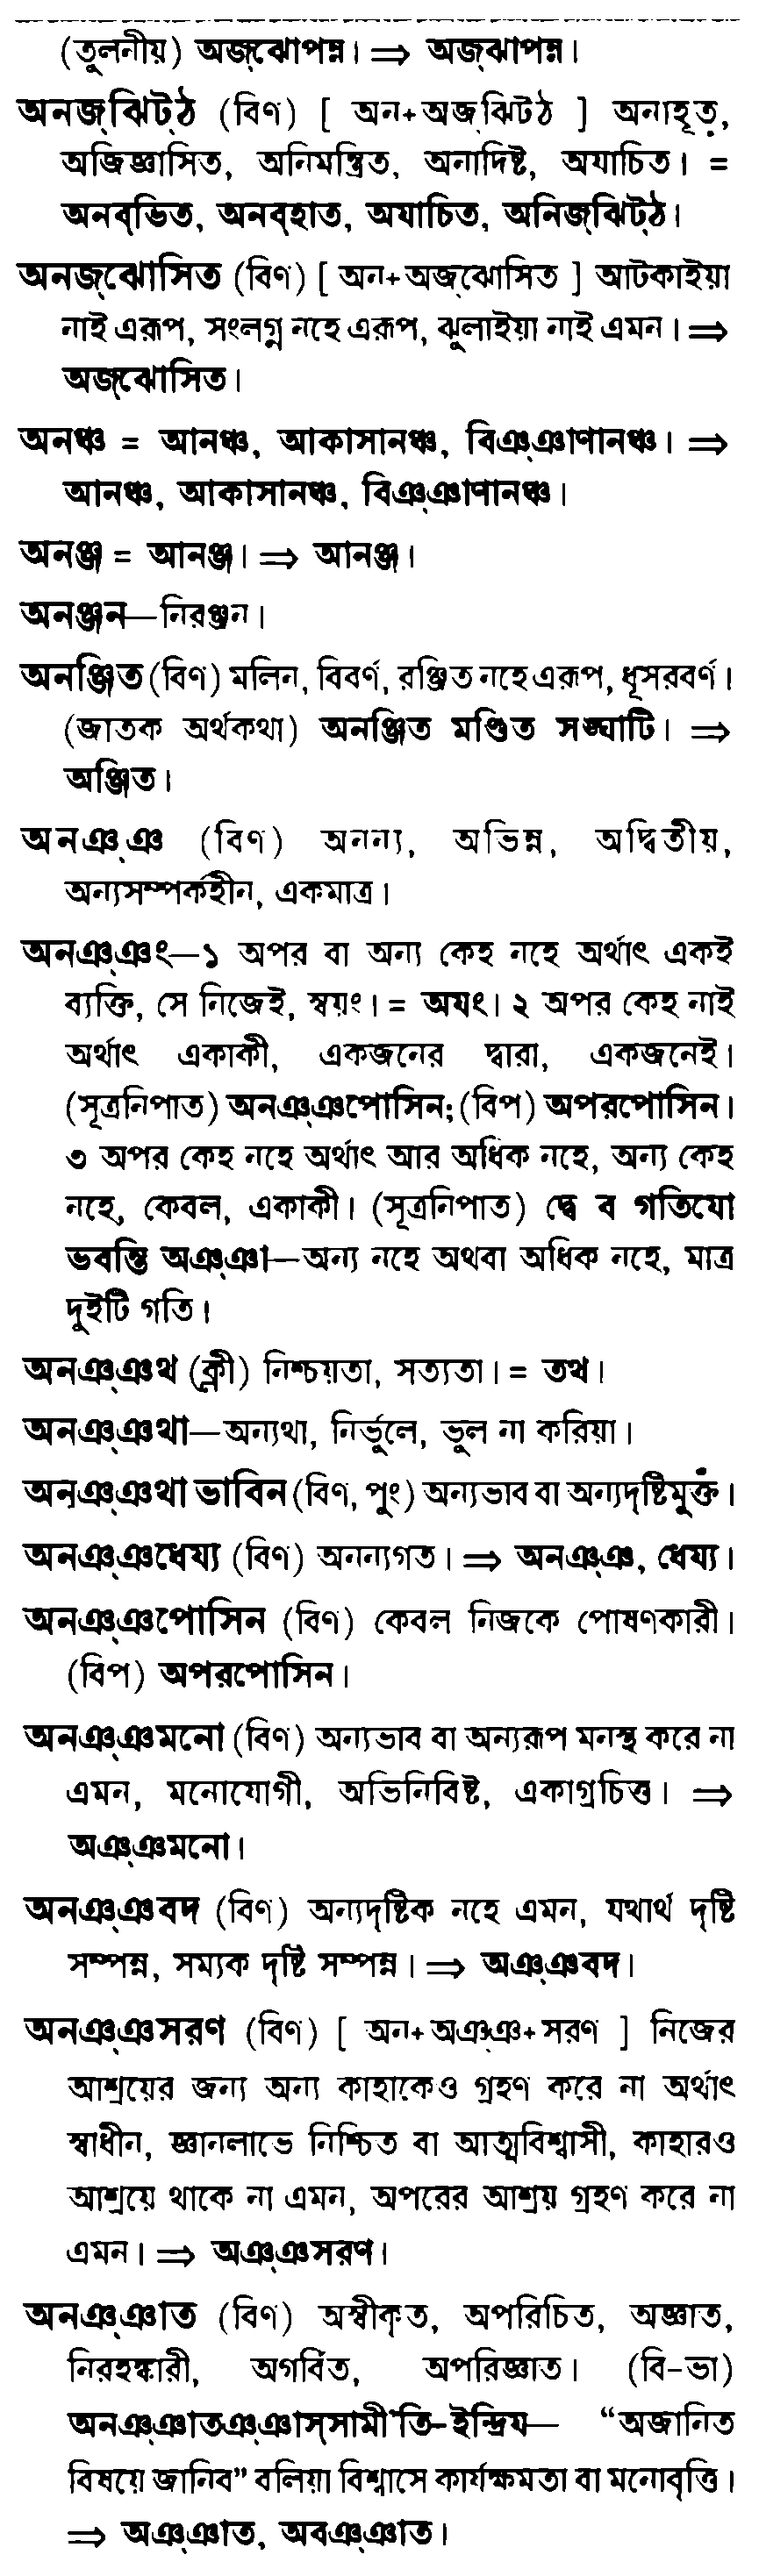 (তুলনীয়) অজ্ঝোপন্ন। ⇒ অজ্ঝাপন্ন।
অনজ্ঝিট্ঠ (বিণ) [ অন+অজ্ঝিটঠ ] অনাহূত,
অজিজ্ঞাসিত, অনিমন্ত্রিত, অনাদিষ্ট, অযাচিত। =
অনব্ভিত, অনব্হাত, অযাচিত, অনিজ্ঝিট্ঠ।
অনজ্ঝোসিত (বিণ) [ অন+অজ্ঝোসিত ] আটকাইয়া
নাই এরূপ, সংলগ্ন নহে এরূপ, ঝুলাইয়া নাই এমন। ⇒
অজ্ঝোসিত।
অনঞ্চ = আনঞ্চ, আকাসানঞ্চ, বিঞ্ঞাণানঞ্চ। ⇒
আনঞ্চ, আকাসানঞ্চ, বিঞ্ঞাণানঞ্চ।
অনঞ্জ = আনঞ্জ। ⇒ আনঞ্জ।
অনঞ্জন—নিরঞ্জন।
অনঞ্জিত (বিণ) মলিন, বিবর্ণ, রঞ্জিত নহে এরূপ, ধূসরবর্ণ।
(জাতক অর্থকথা) অনঞ্জিত মণ্ডিত সঙ্ঘাটি। ⇒
অঞ্জিত।
অনঞ্ঞ (বিণ) অনন্য, অভিন্ন, অদ্বিতীয়,
অন্যসম্পর্কহীন, একমাত্র।
অনঞ্ঞং—১ অপর বা অন্য কেহ নহে অর্থাৎ একই
ব্যক্তি, সে নিজেই, স্বয়ং। = অযং। ২ অপর কেহ নাই
অর্থাৎ একাকী, একজনের দ্বারা, একজনেই।
(সূত্রনিপাত) অনঞ্ঞপোসিন; (বিপ) অপরপোসিন।
৩ অপর কেহ নহে অর্থাৎ আর অধিক নহে, অন্য কেহ
নহে, কেবল, একাকী। (সূত্রনিপাত) দ্বে ব গতিযো
ভবন্তি অঞ্ঞা—অন্য নহে অথবা অধিক নহে, মাত্র
দুইটি গতি।
অনঞ্ঞথ (ক্লী) নিশ্চয়তা, সত্যতা। = তথ।
অনঞ্ঞথা—অন্যথা, নির্ভুলে, ভুল না করিয়া।
অনঞ্ঞথা ভাবিন (বিণ, পুং) অন্যভাব বা অন্যদৃষ্টিমুক্ত।
অনঞ্ঞধেয্য (বিণ) অনন্যগত। ⇒ অনঞ্ঞ, ধেয্য।
অনঞ্ঞপোসিন (বিণ) কেবল নিজকে পোষণকারী।
(বিপ) অপরপোসিন।
অনঞ্ঞমনো (বিণ) অন্যভাব বা অন্যরূপ মনস্থ করে না
এমন, মনোযোগী, অভিনিবিষ্ট, একাগ্রচিত্ত। ⇒
অঞ্ঞমনো।
অনঞ্ঞবদ (বিণ) অন্যদৃষ্টিক নহে এমন, যথার্থ দৃষ্টি
সম্পন্ন, সম্যক দৃষ্টি সম্পন্ন। ⇒ অঞ্ঞবদ।
অনঞ্ঞসরণ (বিণ) [ অন+অঞ্ঞ+সরণ ] নিজের
আশ্রয়ের জন্য অন্য কাহাকেও গ্রহণ করে না অর্থাৎ
স্বাধীন, জ্ঞানলাভে নিশ্চিত বা আত্মবিশ্বাসী, কাহারও
আশ্রয়ে থাকে না এমন, অপরের আশ্রয় গ্রহণ করে না
এমন। ⇒ অঞ্ঞসরণ।
অনঞ্ঞাত (বিণ) অস্বীকৃত, অপরিচিত, অজ্ঞাত,
নিরহঙ্কারী, অগর্বিত, অপরিজ্ঞাত। (বি-ভা)
অনঞ্ঞাতঞ্ঞাস্সামী'তি-ইন্দ্রিয— “অজানিত
বিষয়ে জানিব” বলিয়া বিশ্বাসে কার্যক্ষমতা বা মনোবৃত্তি।
⇒ অঞ্ঞাত, অবঞ্ঞাত।